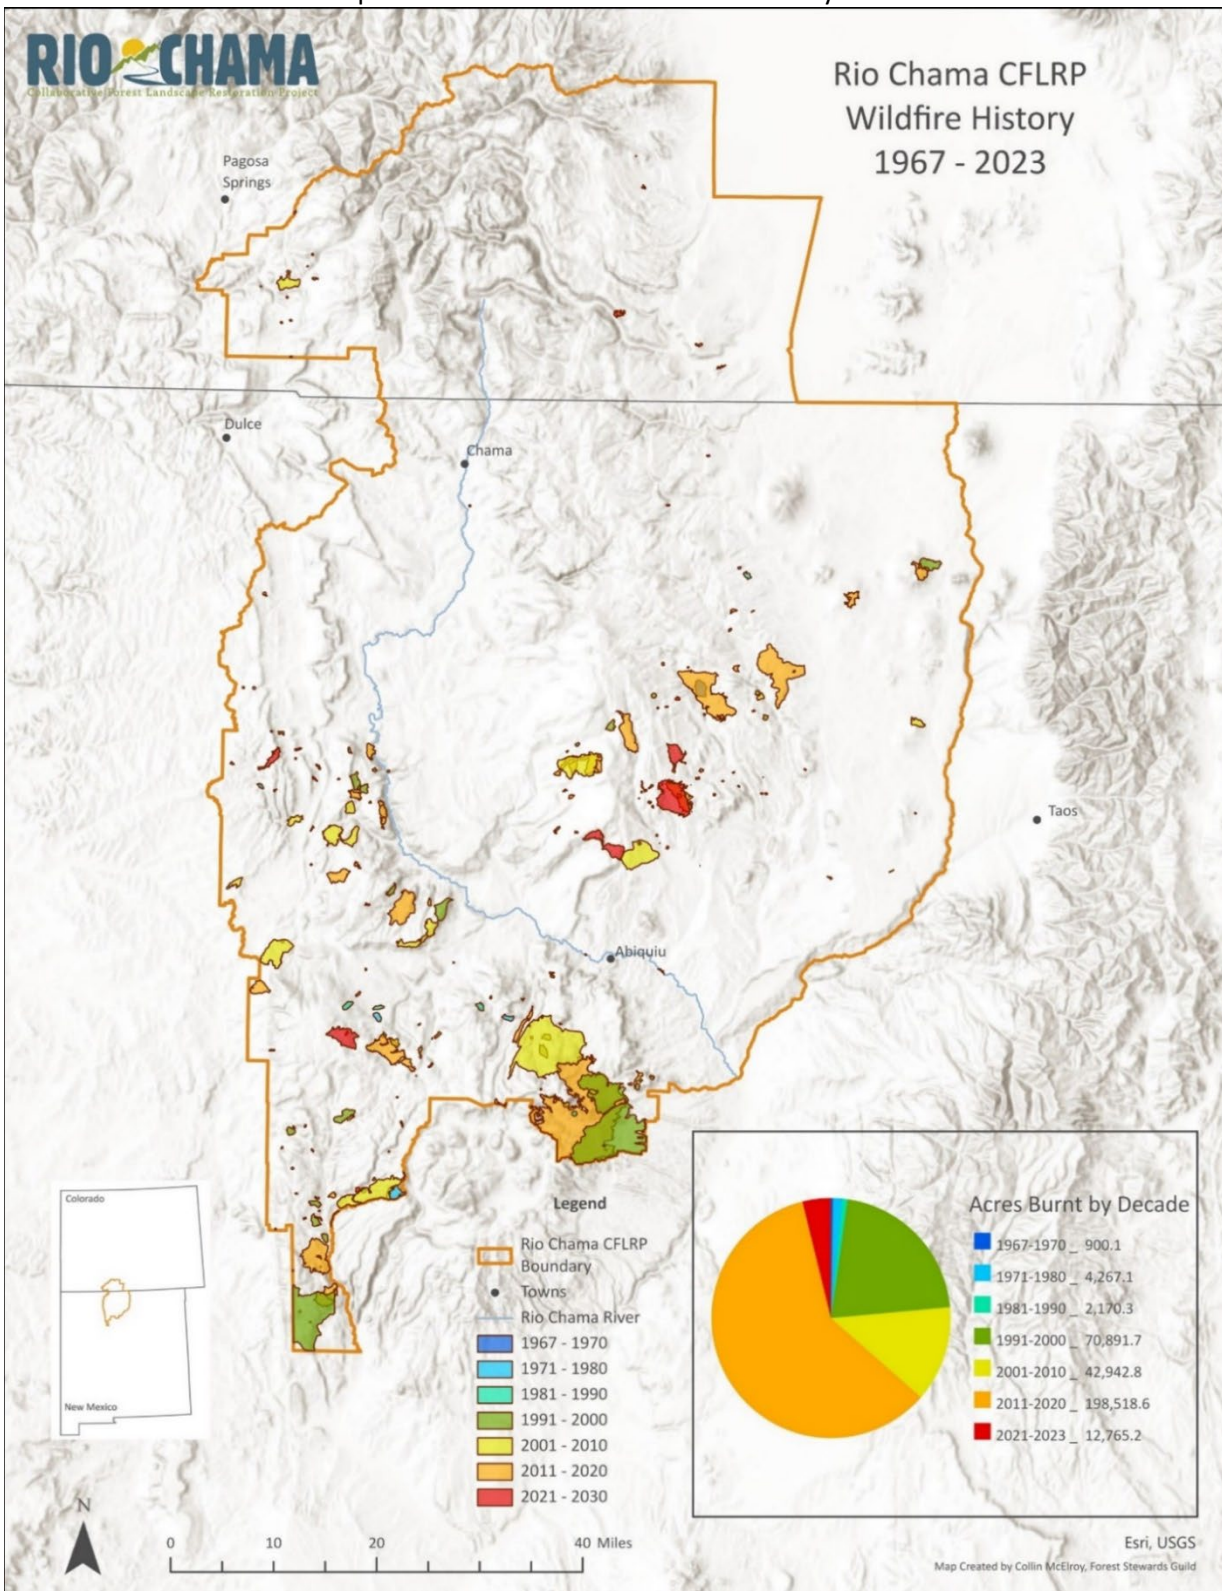 RIO CHAMA
Collaborative Forest Landscape Restoration Project
Rio Chama CFLRP
Wildfire History
1967 - 2023
Pagosa
Springs
Dulce
Chama
Taos
Abiquiu
Colorado
New Mexico
Legend
Rio Chama CFLRP
Boundary
Towns
Rio Chama River
1967 - 1970
1971 - 1980
1981 - 1990
1991 - 2000
2001 - 2010
2011 - 2020
2021 - 2030
Acres Burnt by Decade
1967-1970 _ 900.1
1971-1980 _ 4,267.1
1981-1990 _ 2,170.3
1991-2000 _ 70,891.7
2001-2010 _ 42,942.8
2011-2020 _ 198,518.6
2021-2023 _ 12,765.2
N
0 10 20 40 Miles
Esri, USGS
Map Created by Collin McElroy, Forest Stewards Guild